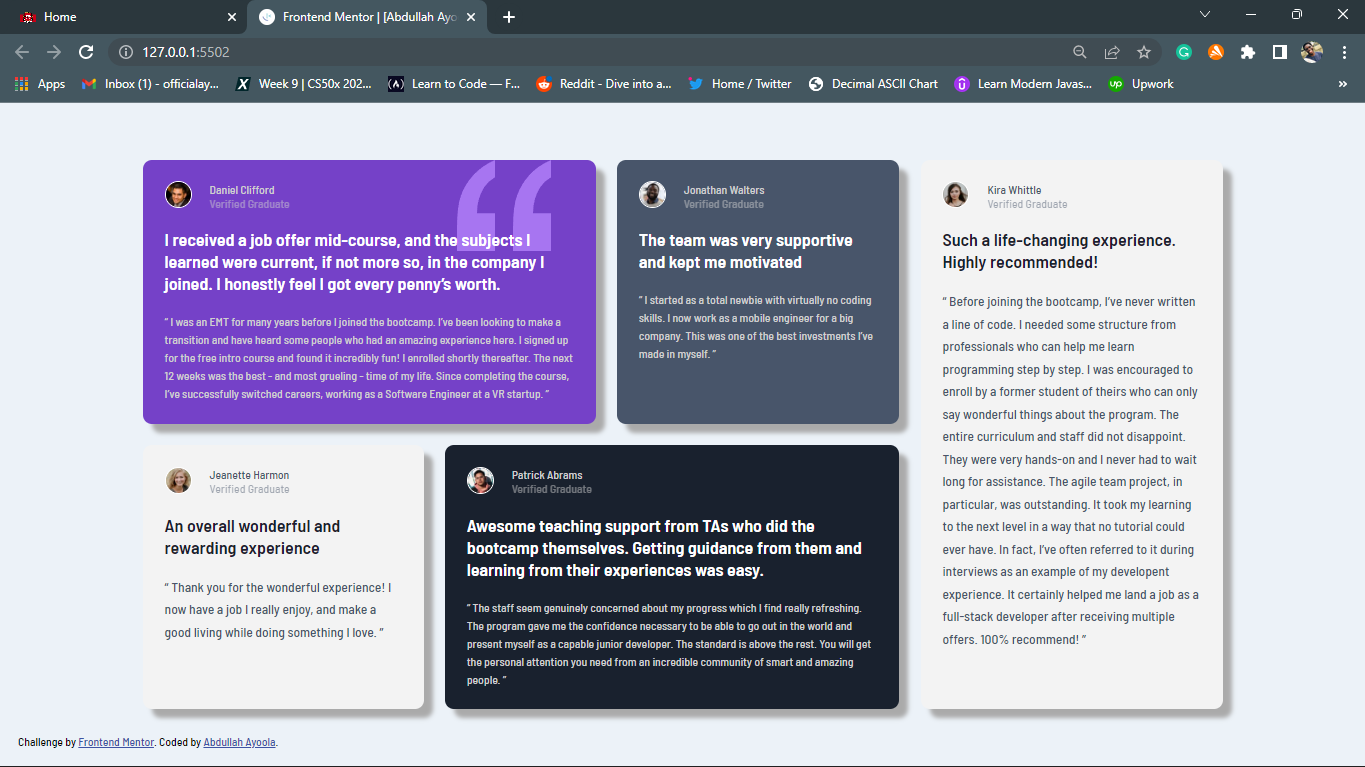 Home
Frontend Mentor | [Abdullah Ayo
127.0.0.1:5502
Apps
Inbox (1) - officialay...
Week 9 | CS50x 202...
Learn to Code — F...
Reddit - Dive into a...
Home / Twitter
Decimal ASCII Chart
Learn Modern Javas...
up
Upwork
»
Daniel Clifford
Verified Graduate
I received a job offer mid-course, and the subjects I
learned were current, if not more so, in the company I
joined. I honestly feel I got every penny’s worth.
“ I was an EMT for many years before I joined the bootcamp. I’ve been looking to make a
transition and have heard some people who had an amazing experience here. I signed up
for the free intro course and found it incredibly fun! I enrolled shortly thereafter. The next
12 weeks was the best - and most grueling - time of my life. Since completing the course,
I’ve successfully switched careers, working as a Software Engineer at a VR startup. ”
Jonathan Walters
Verified Graduate
The team was very supportive
and kept me motivated
“ I started as a total newbie with virtually no coding
skills. I now work as a mobile engineer for a big
company. This was one of the best investments I’ve
made in myself. ”
Kira Whittle
Verified Graduate
Such a life-changing experience.
Highly recommended!
“ Before joining the bootcamp, I’ve never written
a line of code. I needed some structure from
professionals who can help me learn
programming step by step. I was encouraged to
enroll by a former student of theirs who can only
say wonderful things about the program. The
entire curriculum and staff did not disappoint.
They were very hands-on and I never had to wait
long for assistance. The agile team project, in
particular, was outstanding. It took my learning
to the next level in a way that no tutorial could
ever have. In fact, I’ve often referred to it during
interviews as an example of my developent
experience. It certainly helped me land a job as a
full-stack developer after receiving multiple
offers. 100% recommend! ”
Jeanette Harmon
Verified Graduate
An overall wonderful and
rewarding experience
“ Thank you for the wonderful experience! I
now have a job I really enjoy, and make a
good living while doing something I love. ”
Patrick Abrams
Verified Graduate
Awesome teaching support from TAs who did the
bootcamp themselves. Getting guidance from them and
learning from their experiences was easy.
“ The staff seem genuinely concerned about my progress which I find really refreshing.
The program gave me the confidence necessary to be able to go out in the world and
present myself as a capable junior developer. The standard is above the rest. You will get
the personal attention you need from an incredible community of smart and amazing
people. ”
Challenge by Frontend Mentor. Coded by Abdullah Ayoola.